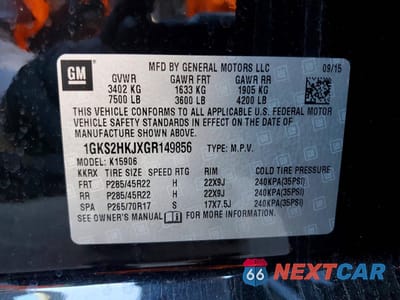 GM
MFD BY GENERAL MOTORS LLC 09/15
GVWR GAWR FRT GAWR RR
3402 KG 1633 KG 1905 KG
7500 LB 3600 LB 4200 LB
THIS VEHICLE CONFORMS TO ALL APPLICABLE U.S. FEDERAL MOTOR
VEHICLE SAFETY STANDARDS IN EFFECT ON THE DATE OF
MANUFACTURE SHOWN ABOVE.
1GKS2HKJXGR149856 TYPE: M.P.V.
MODEL: K15906
KKRX TIRE SIZE SPEED RTG RIM COLD TIRE PRESSURE
FRT P285/45R22 H 22X9J 240KPA(35PSI)
RR P285/45R22 H 22X9J 240KPA(35PSI)
SPA P265/70R17 S 17X7.5J 240KPA(35PSI)
SEE OWNER'S MANUAL FOR MORE INFORMATION.
66 NEXTCAR